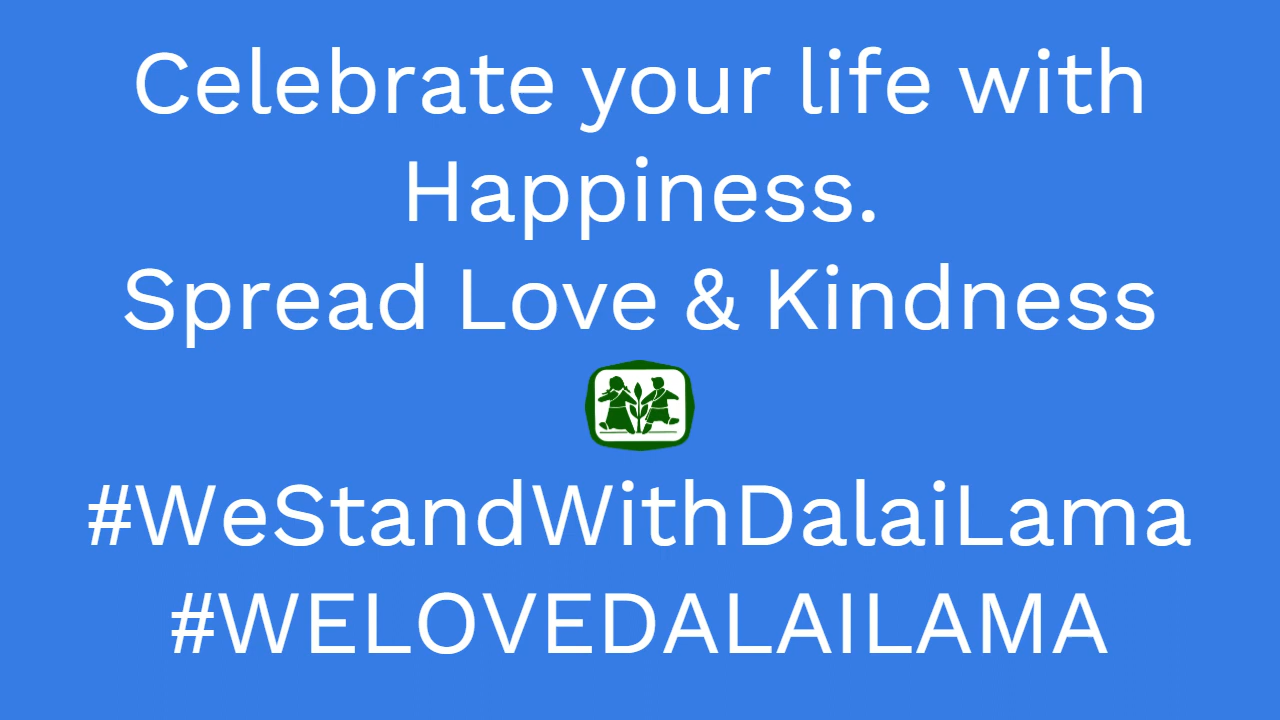 Celebrate your life with
Happiness.
Spread Love & Kindness
#WeStandWithDalaiLama
#WELOVEDALAILAMA